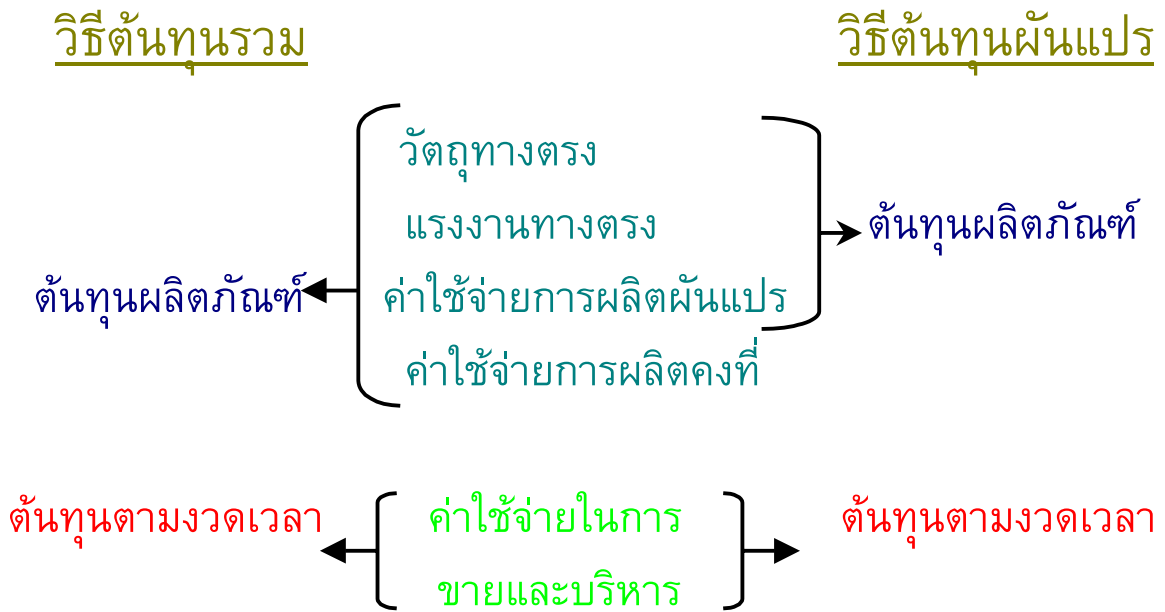 วิธีต้นทุนรวม
วิธีต้นทุนผันแปร
วัตถุทางตรง
แรงงานทางตรง
ต้นทุนผลิตภัณฑ์
ต้นทุนผลิตภัณฑ์
ค่าใช้จ่ายการผลิตผันแปร
ค่าใช้จ่ายการผลิตคงที่
ต้นทุนตามงวดเวลา
ค่าใช้จ่ายในการ
ขายและบริหาร
ต้นทุนตามงวดเวลา